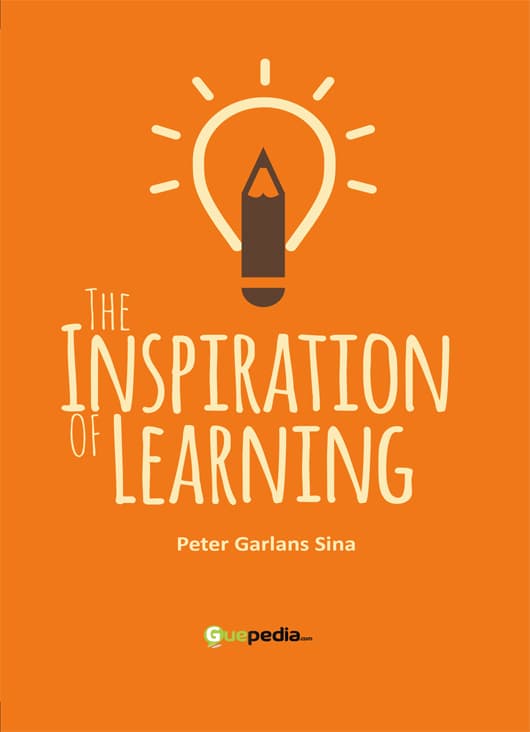 THE
INSPIRATION
OF LEARNING
Peter Garlans Sina
Guepedia.com